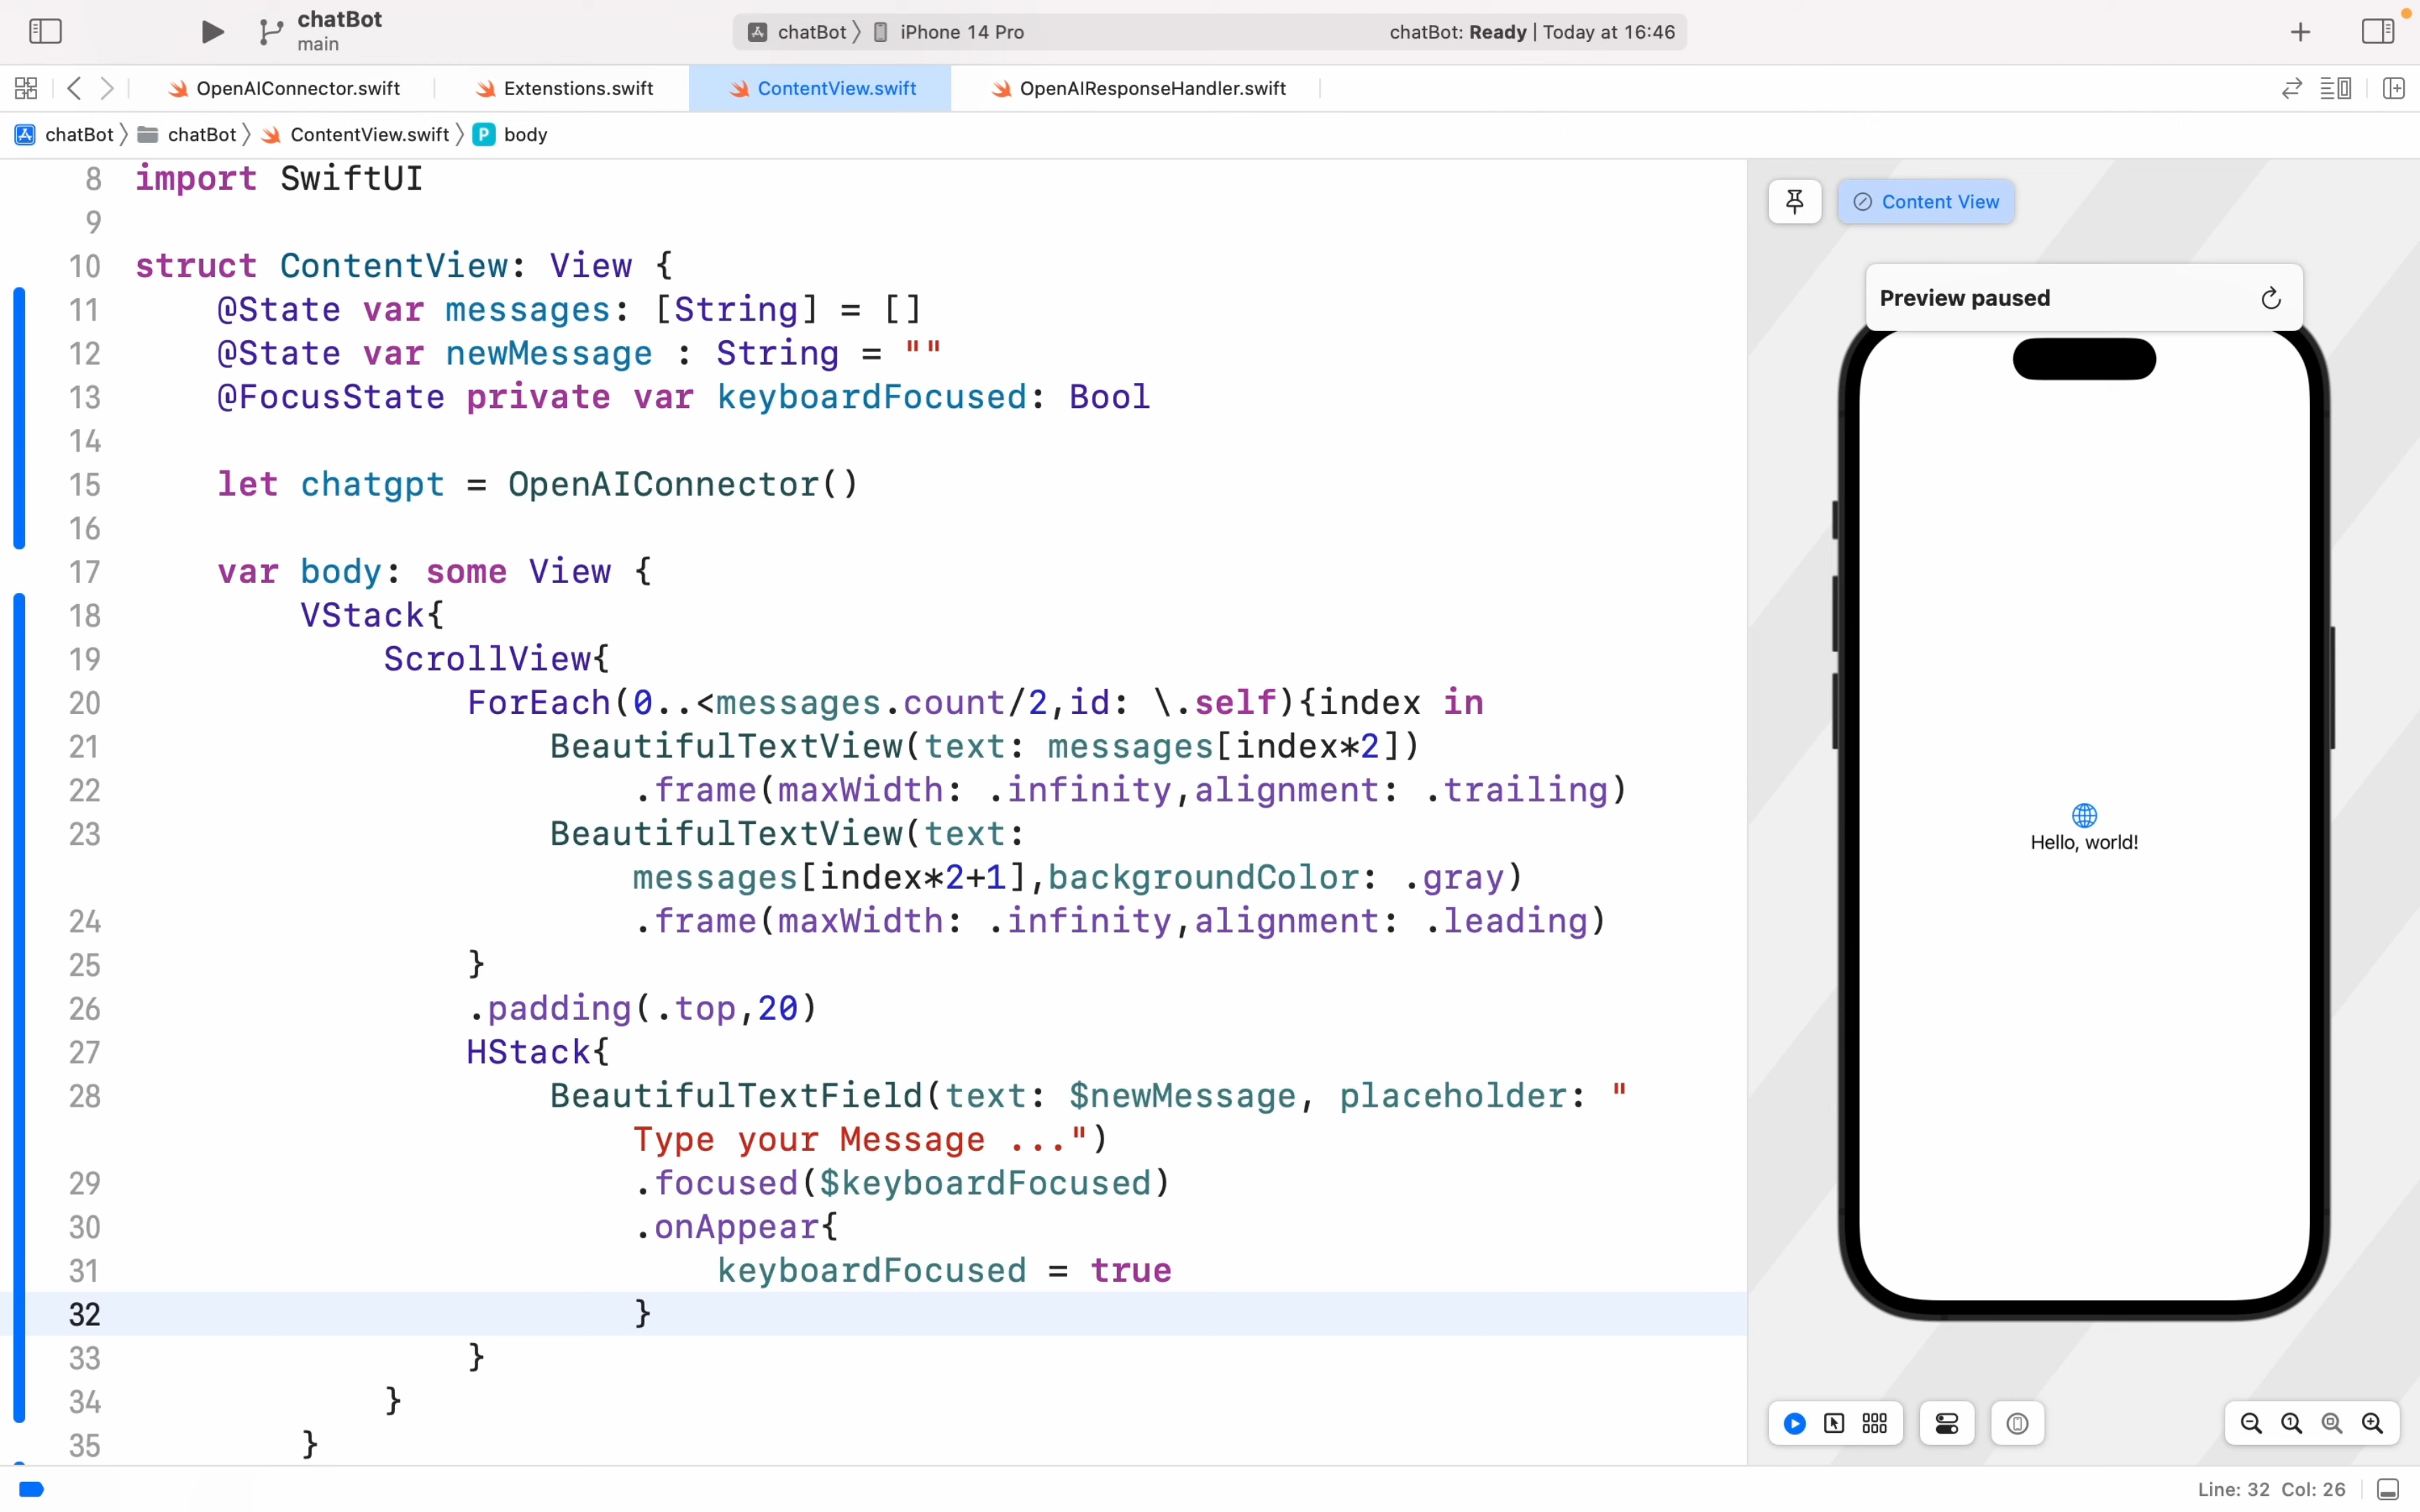 chatBot
main
chatBot 〉 iPhone 14 Pro
chatBot: Ready | Today at 16:46
OpenAIConnector.swift
Extenstions.swift
ContentView.swift
OpenAIResponseHandler.swift
chatBot 〉 chatBot 〉 ContentView.swift 〉 P body
8 import SwiftUI
9
10 struct ContentView: View {
11     @State var messages: [String] = []
12     @State var newMessage : String = ""
13     @FocusState private var keyboardFocused: Bool
14
15     let chatgpt = OpenAIConnector()
16
17     var body: some View {
18         VStack{
19             ScrollView{
20                 ForEach(0..<messages.count/2,id: \.self){index in
21                     BeautifulTextView(text: messages[index*2])
22                         .frame(maxWidth: .infinity,alignment: .trailing)
23                     BeautifulTextView(text:
                        messages[index*2+1],backgroundColor: .gray)
24                         .frame(maxWidth: .infinity,alignment: .leading)
25                 }
26                 .padding(.top,20)
27                 HStack{
28                     BeautifulTextField(text: $newMessage, placeholder: "
                        Type your Message ...")
29                         .focused($keyboardFocused)
30                         .onAppear{
31                             keyboardFocused = true
32                         }
33                 }
34             }
35         }
Content View
Preview paused
Hello, world!
Line: 32 Col: 26